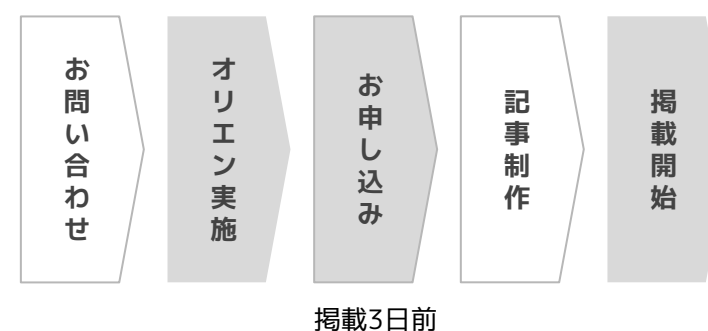 お問い合わせ
オリエン実施
お申し込み
記事制作
掲載開始
掲載3日前